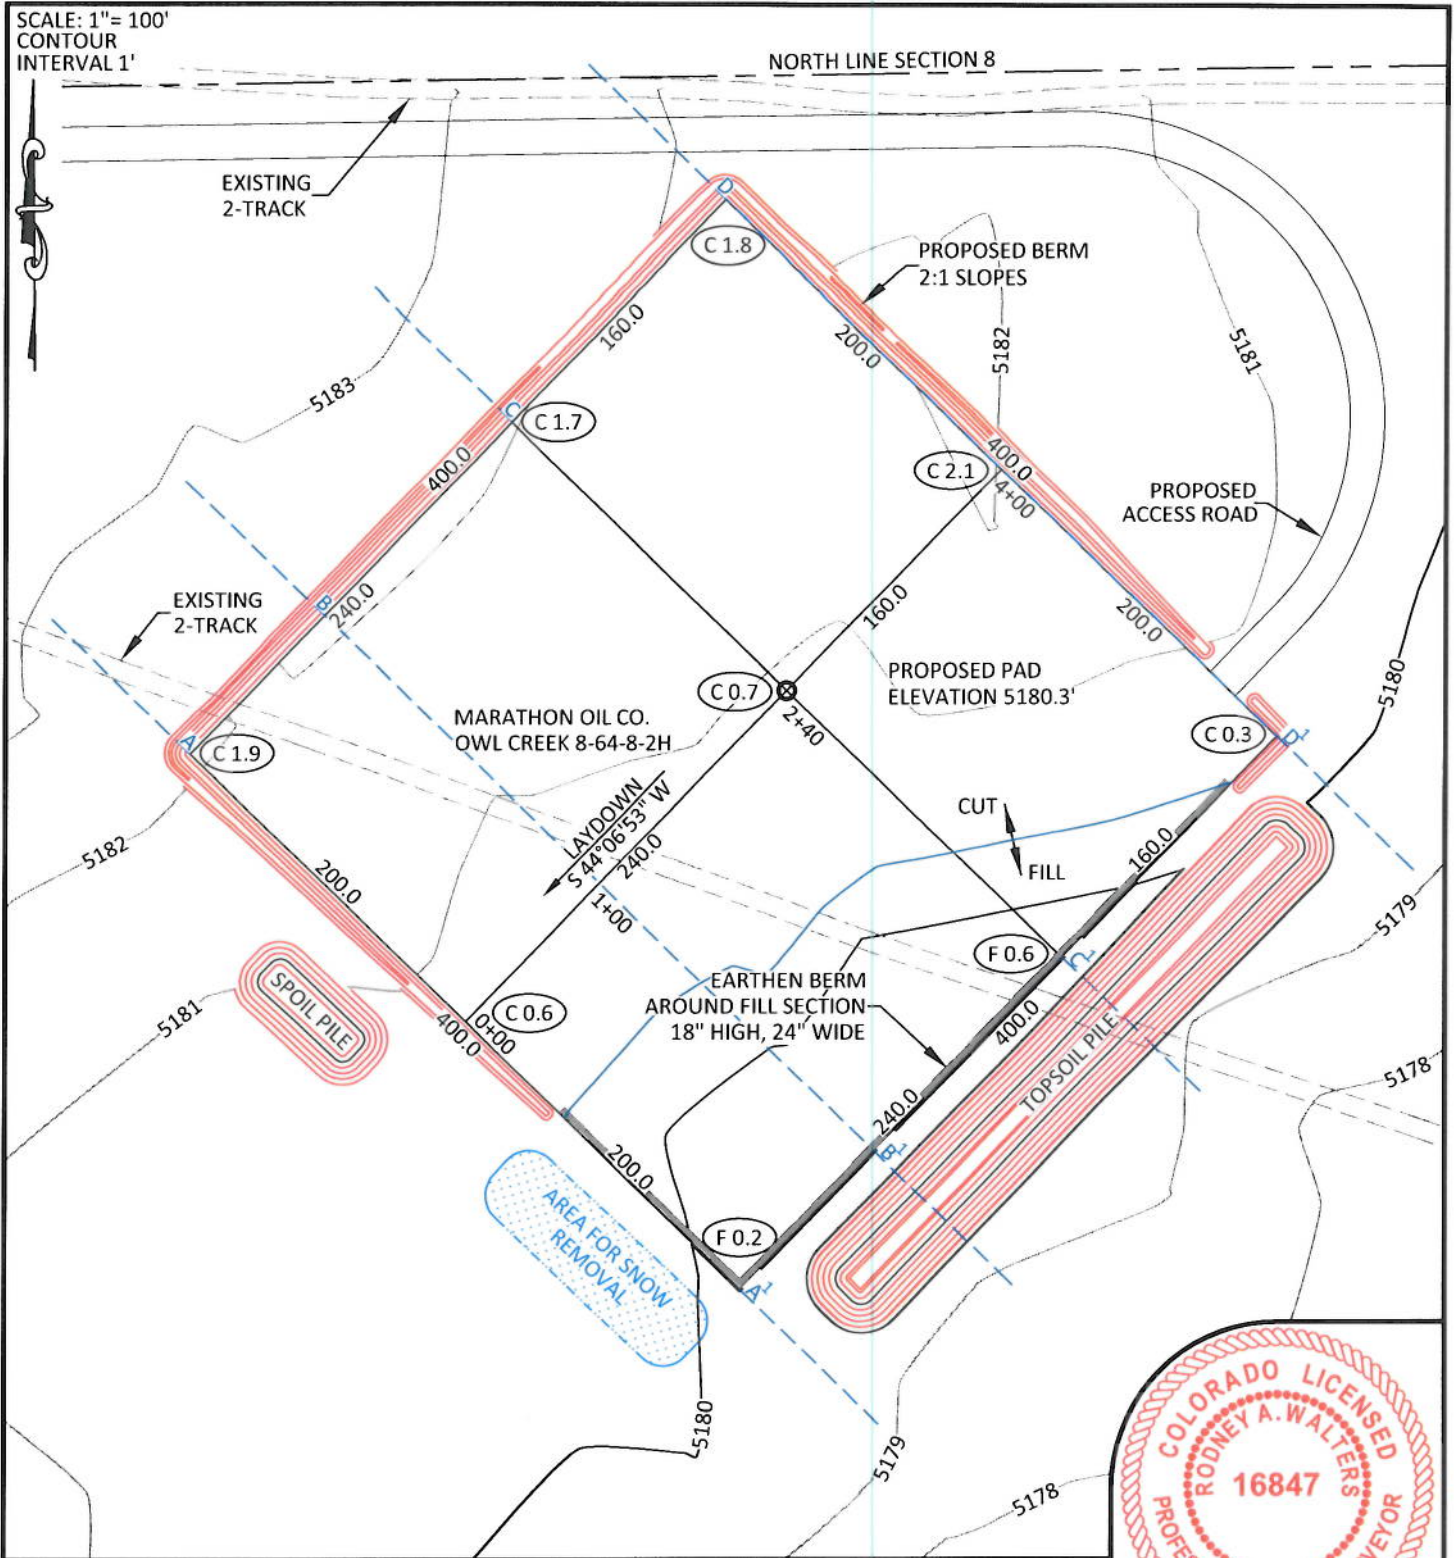 SCALE: 1"= 100'
CONTOUR
INTERVAL 1'
NORTH LINE SECTION 8
EXISTING
2-TRACK
D
C 1.8
PROPOSED BERM
2:1 SLOPES
160.0
200.0
5182
5181
5183
C
C 1.7
400.0
400.0
C 2.1
4+00
PROPOSED
ACCESS ROAD
EXISTING
2-TRACK
B
240.0
160.0
200.0
PROPOSED PAD
ELEVATION 5180.3'
5180
C 0.7
2+40
MARATHON OIL CO.
OWL CREEK 8-64-8-2H
A
C 1.9
C 0.3
D1
LAYDOWN
S 44°06'53" W
240.0
CUT
FILL
160.0
5182
200.0
1+00
5179
F 0.6
C1
EARTHEN BERM
AROUND FILL SECTION
18" HIGH, 24" WIDE
SPOIL PILE
5181
C 0.6
0+00
400.0
400.0
TOPSOIL PILE
5178
240.0
B1
200.0
AREA FOR SNOW
REMOVAL
F 0.2
A1
5180
5179
5178
COLORADO LICENSED
RODNEY A. WALTERS
16847